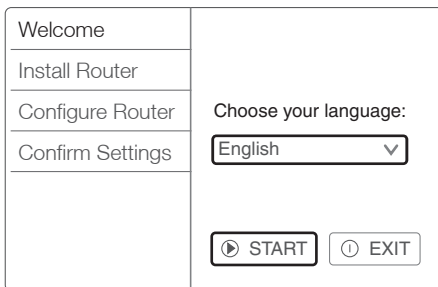 Welcome
Install Router
Configure Router
Confirm Settings
Choose your language:
English
START
EXIT